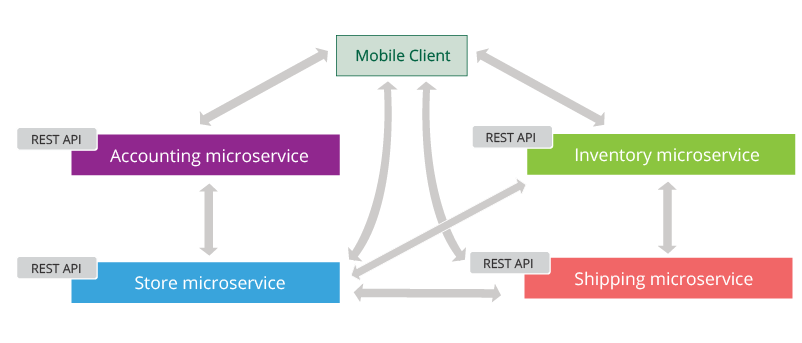 Mobile Client
REST API
Accounting microservice
REST API
Inventory microservice
REST API
Store microservice
REST API
Shipping microservice